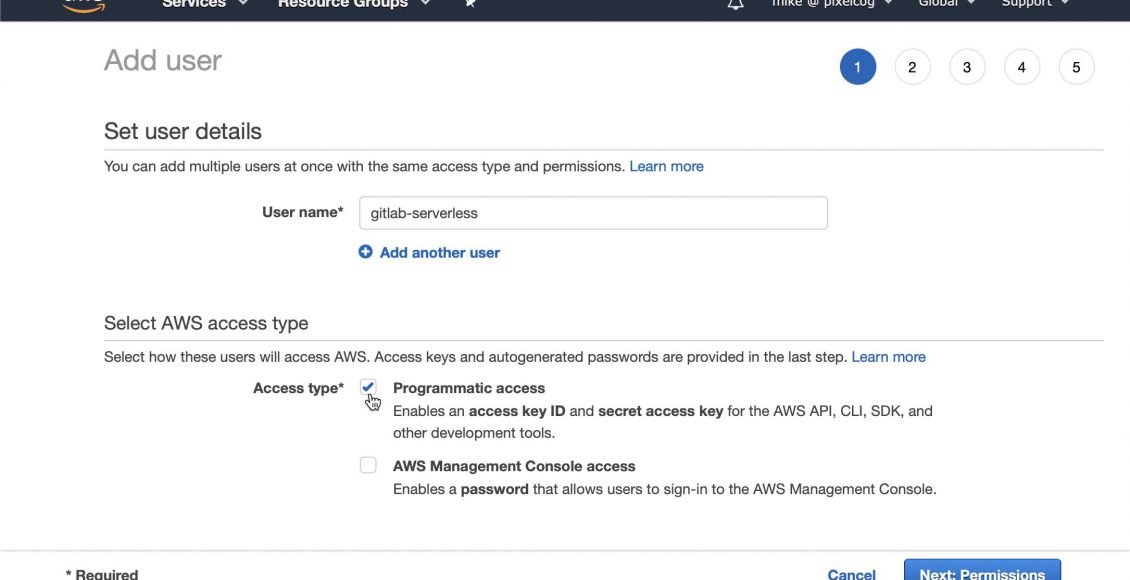 Services Resource Groups mike @ pixelcog Global Support
Add user
1 2 3 4 5
Set user details
You can add multiple users at once with the same access type and permissions. Learn more
User name* gitlab-serverless
Add another user
Select AWS access type
Select how these users will access AWS. Access keys and autogenerated passwords are provided in the last step. Learn more
Access type* Programmatic access
Enables an access key ID and secret access key for the AWS API, CLI, SDK, and
other development tools.
AWS Management Console access
Enables a password that allows users to sign-in to the AWS Management Console.
* Required Cancel Next: Permissions